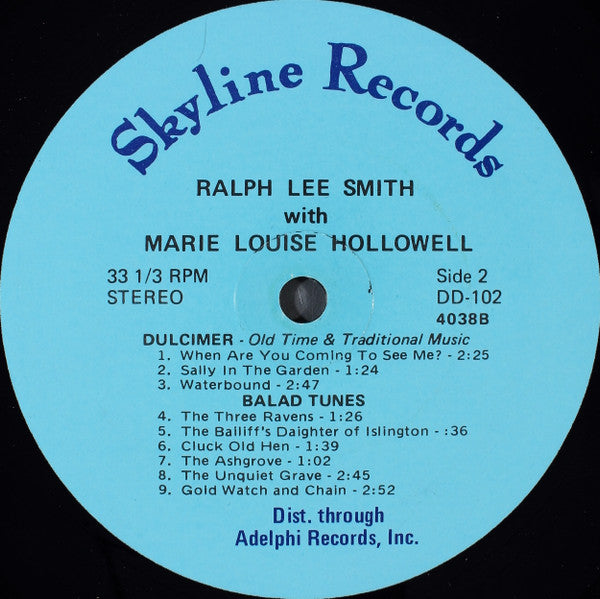 Skyline Records
RALPH LEE SMITH
with
MARIE LOUISE HOLLOWELL
33 1/3 RPM
STEREO
Side 2
DD-102
4038B
DULCIMER - Old Time & Traditional Music
1. When Are You Coming To See Me? - 2:25
2. Sally In The Garden - 1:24
3. Waterbound - 2:47
BALAD TUNES
4. The Three Ravens - 1:26
5. The Bailiff's Daighter of Islington - :36
6. Cluck Old Hen - 1:39
7. The Ashgrove - 1:02
8. The Unquiet Grave - 2:45
9. Gold Watch and Chain - 2:52
Dist. through
Adelphi Records, Inc.